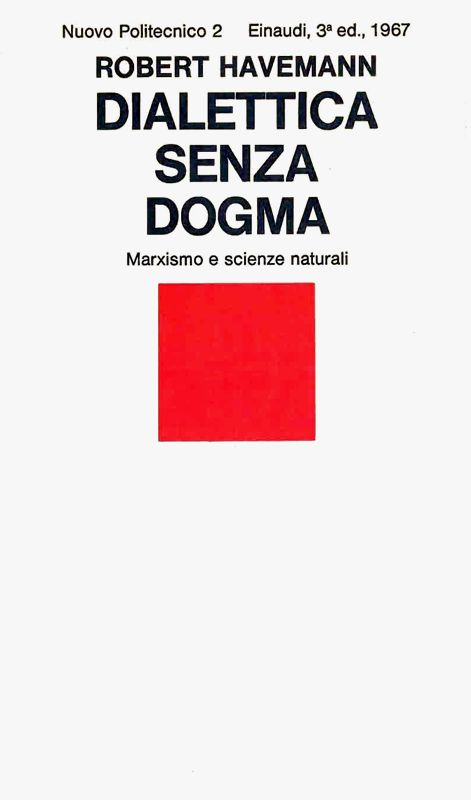 Nuovo Politecnico 2 Einaudi, 3ª ed., 1967
ROBERT HAVEMANN
DIALETTICA
SENZA
DOGMA
Marxismo e scienze naturali